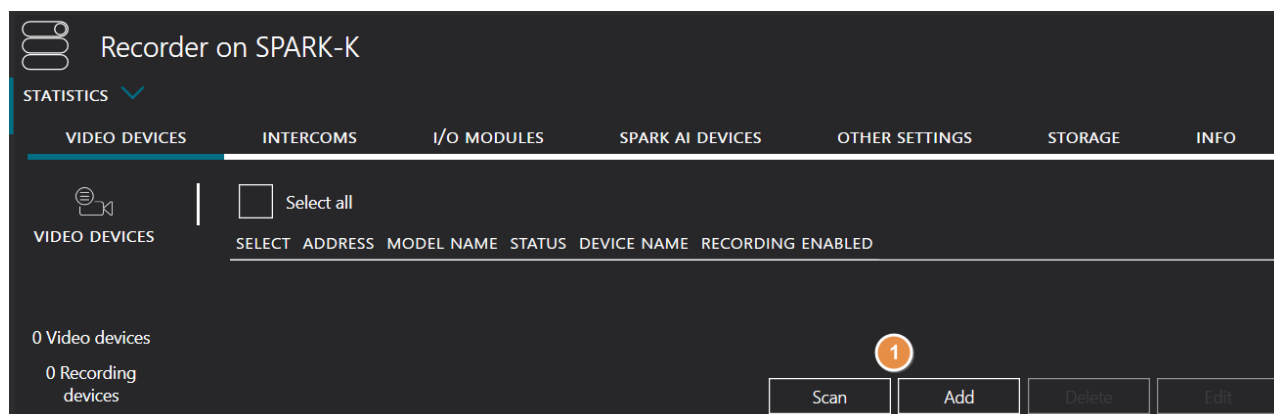 Recorder on SPARK-K
STATISTICS
VIDEO DEVICES INTERCOMS I/O MODULES SPARK AI DEVICES OTHER SETTINGS STORAGE INFO
Select all
VIDEO DEVICES
SELECT ADDRESS MODEL NAME STATUS DEVICE NAME RECORDING ENABLED
0 Video devices
0 Recording
devices
1
Scan Add Delete Edit